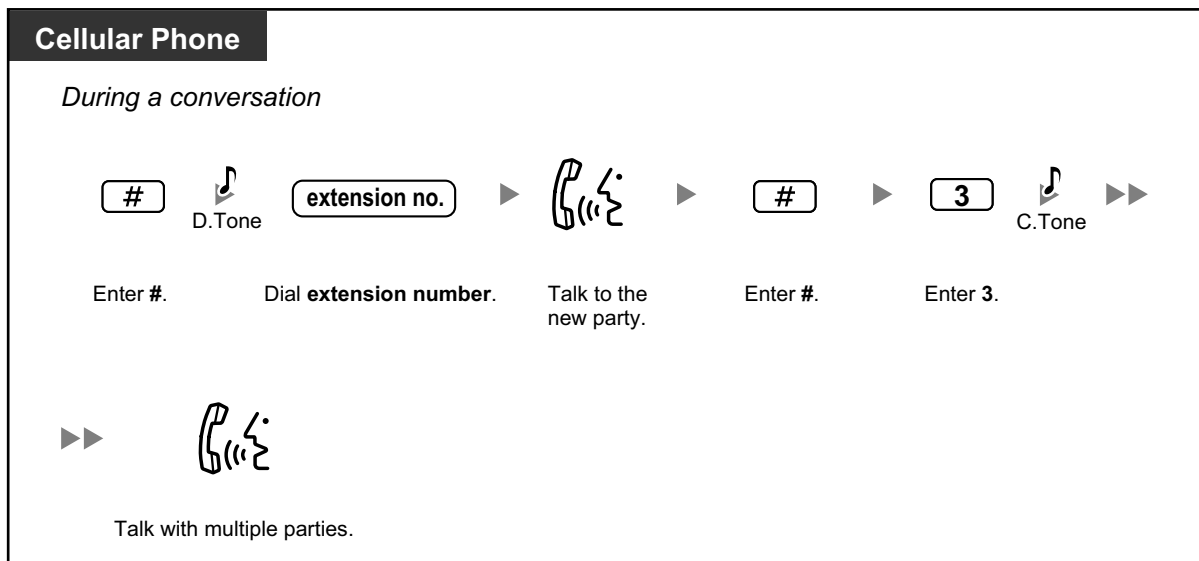 Cellular Phone
During a conversation
# D.Tone extension no. # 3 C.Tone
Enter #. Dial extension number. Talk to the new party. Enter #. Enter 3.
Talk with multiple parties.